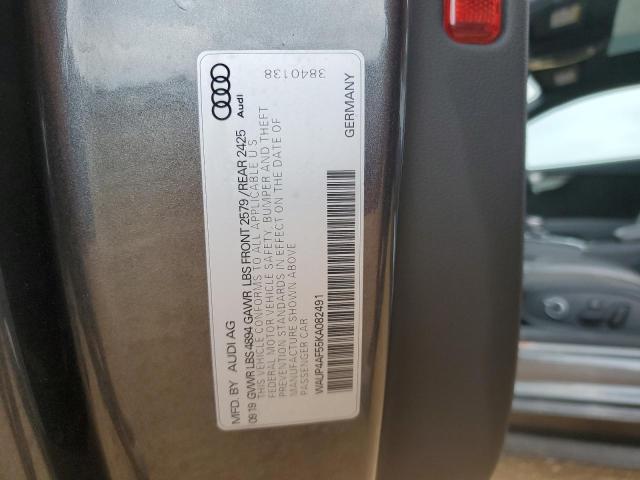 MFD. BY AUDI AG
09.19 GVWR LBS 4894 GAWR LBS FRONT 2579 / REAR 2425
THIS VEHICLE CONFORMS TO ALL APPLICABLE U.S.
FEDERAL MOTOR VEHICLE SAFETY, BUMPER AND THEFT
PREVENTION STANDARDS IN EFFECT ON THE DATE OF
MANUFACTURE SHOWN ABOVE
PASSENGER CAR
WAUP4AF55KA082491
GERMANY
Audi
3840138